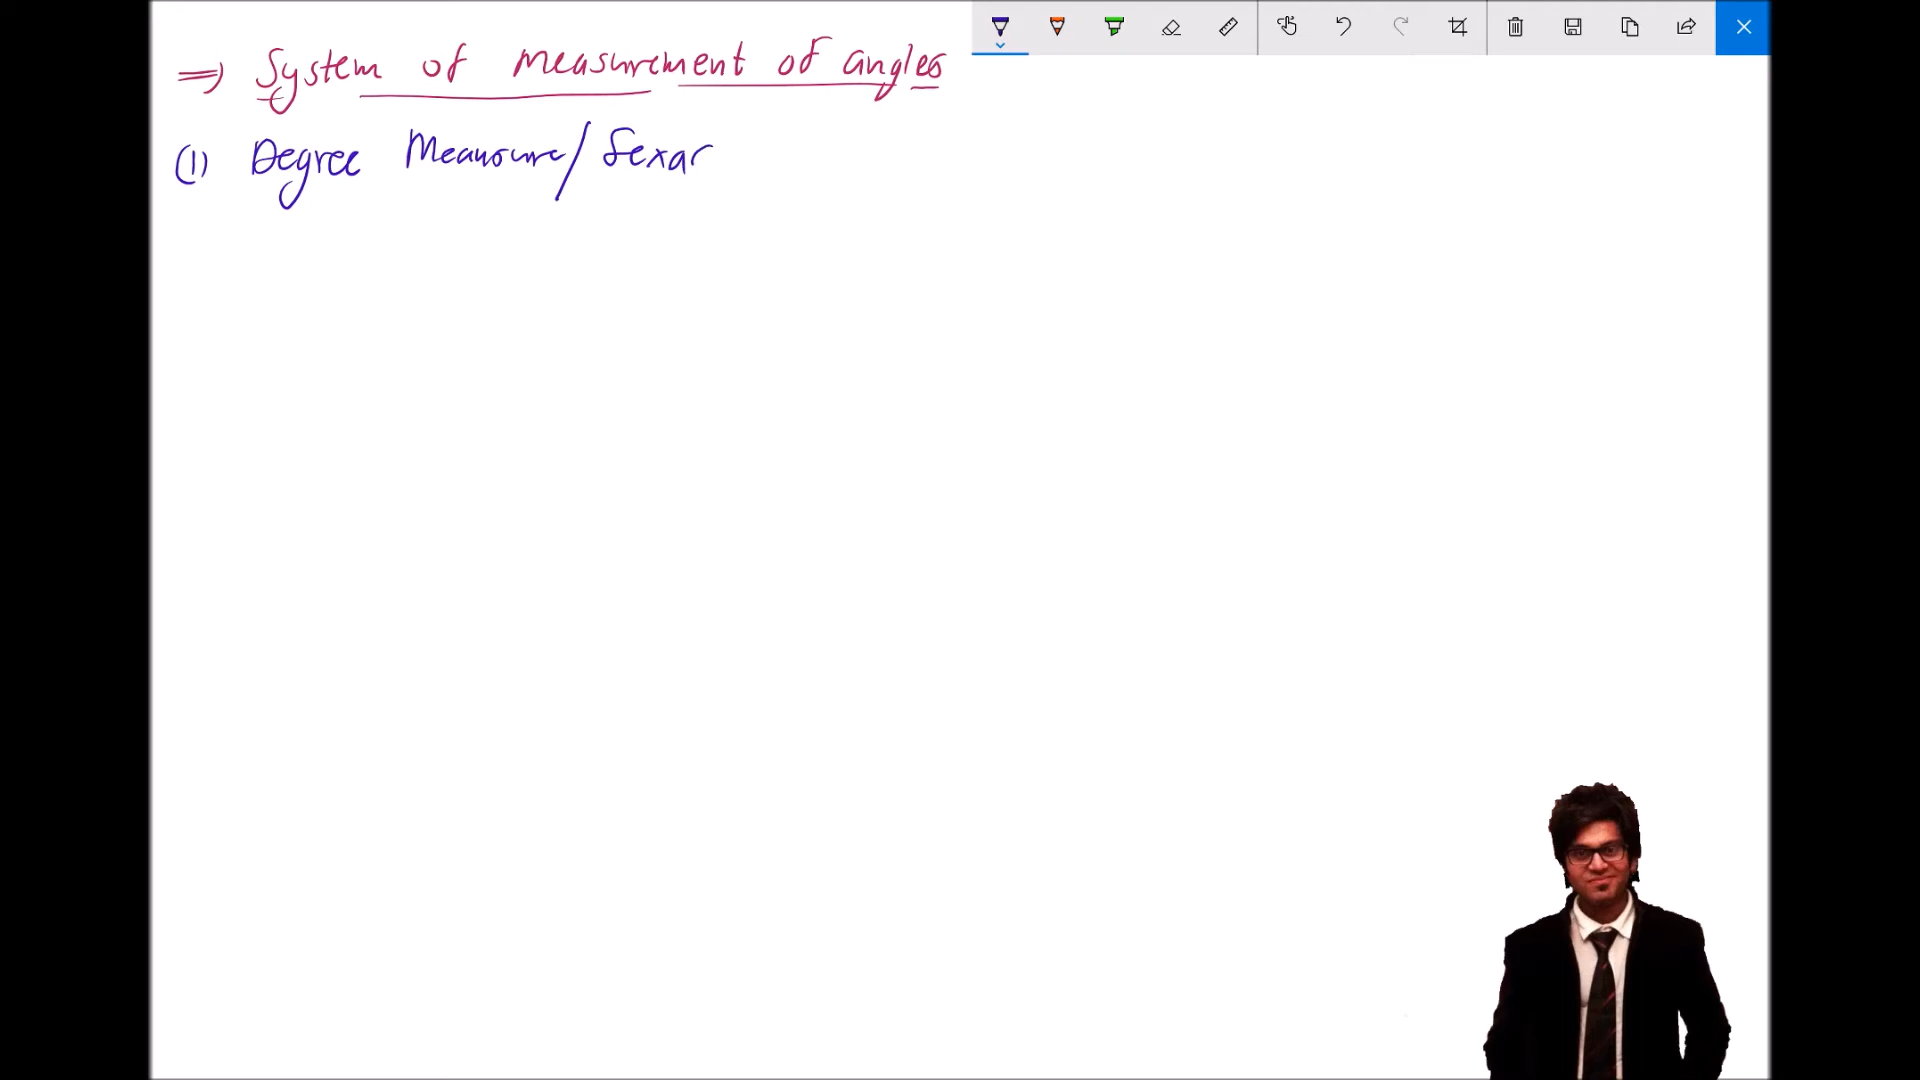 ⇒ System of measurement of angles
(1) Degree Measure/Sexar